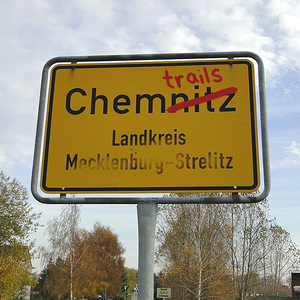 trails
Chemnitz
Landkreis
Mecklenburg-Strelitz